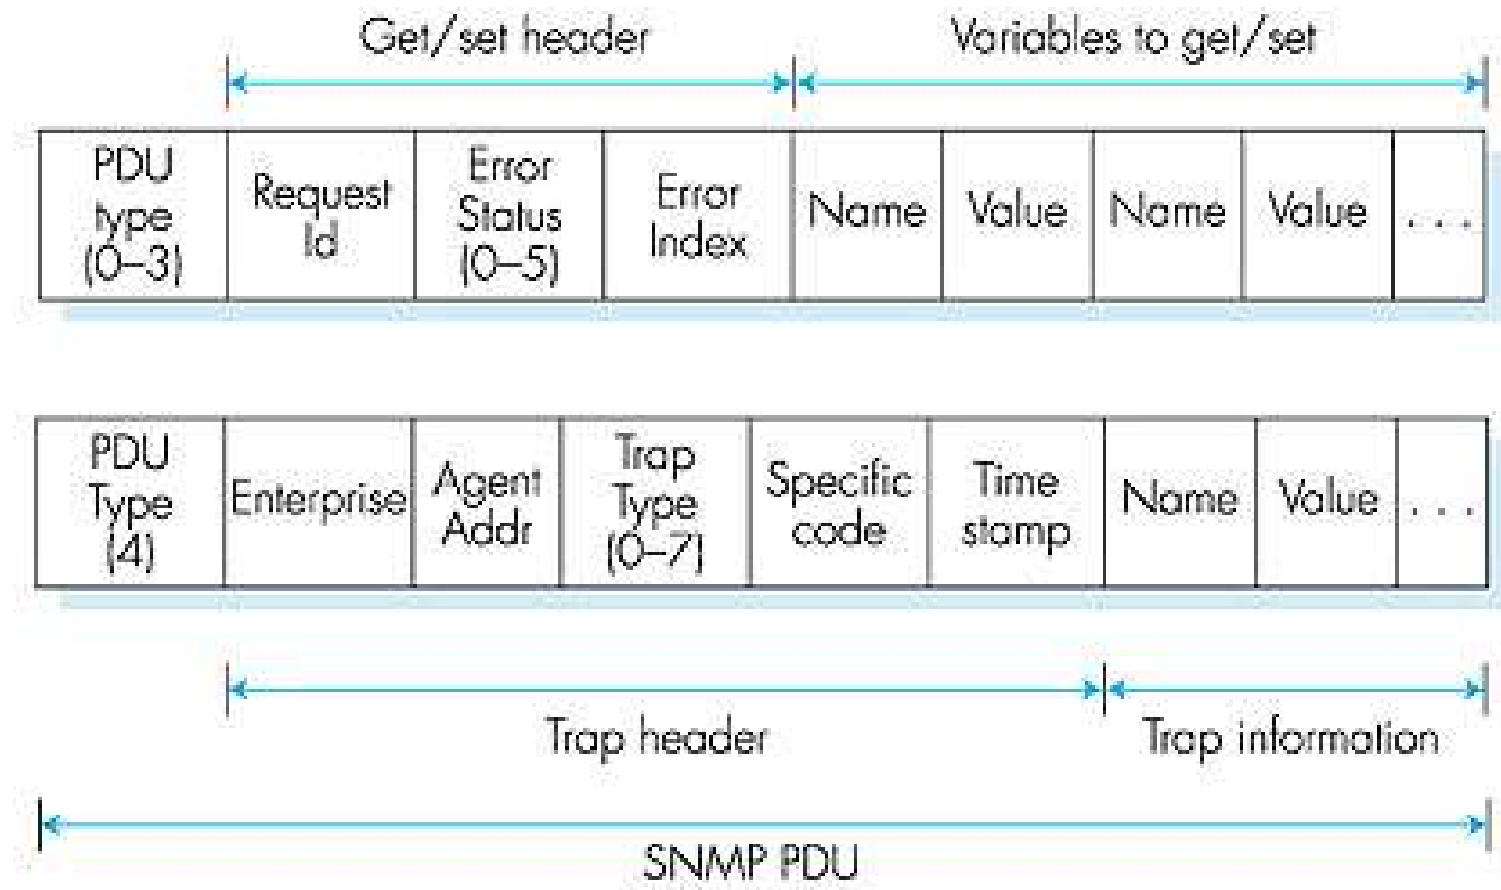 Get/set header
Variables to get/set
PDU
type
(0–3)
Request
Id
Error
Status
(0–5)
Error
Index
Name
Value
Name
Value
. . .
PDU
Type
(4)
Enterprise
Agent
Addr
Trap
Type
(0–7)
Specific
code
Time
stamp
Name
Value
. . .
Trap header
Trap information
SNMP PDU